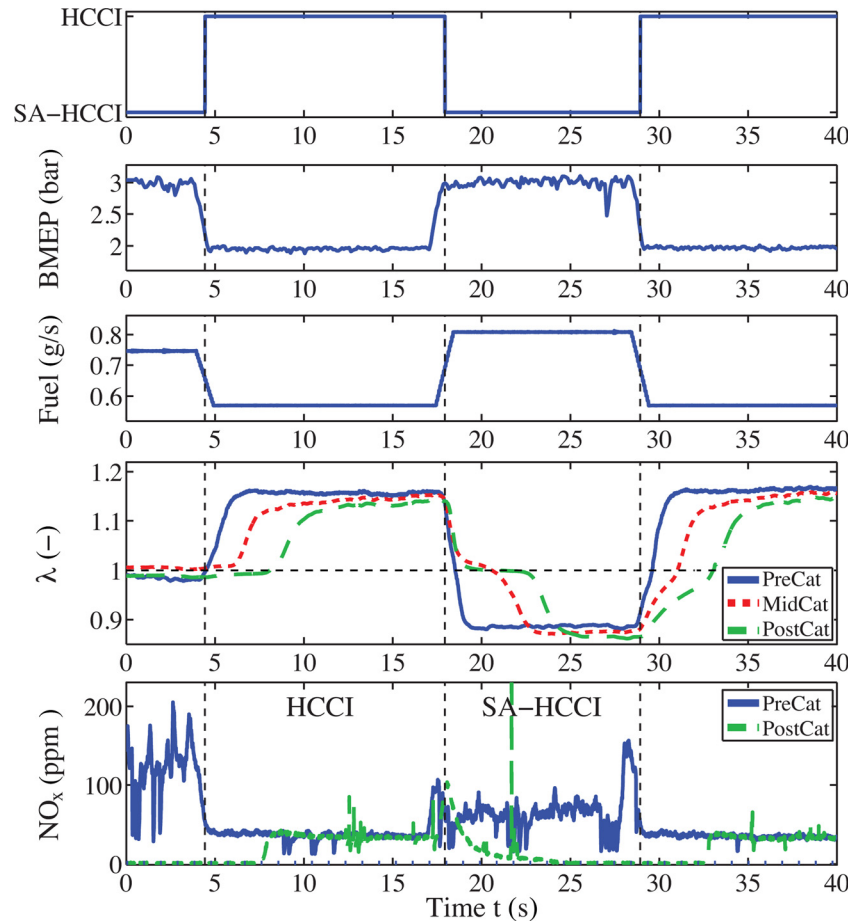 HCCI
SA−HCCI
0 5 10 15 20 25 30 35 40
BMEP (bar)
3
2.5
2
0 5 10 15 20 25 30 35 40
Fuel (g/s)
0.8
0.7
0.6
0 5 10 15 20 25 30 35 40
λ (−)
1.2
1.1
1
0.9
PreCat
MidCat
PostCat
0 5 10 15 20 25 30 35 40
NOx (ppm )
200
100
0
HCCI SA−HCCI
PreCat
PostCat
0 5 10 15 20 25 30 35 40
Time t (s)